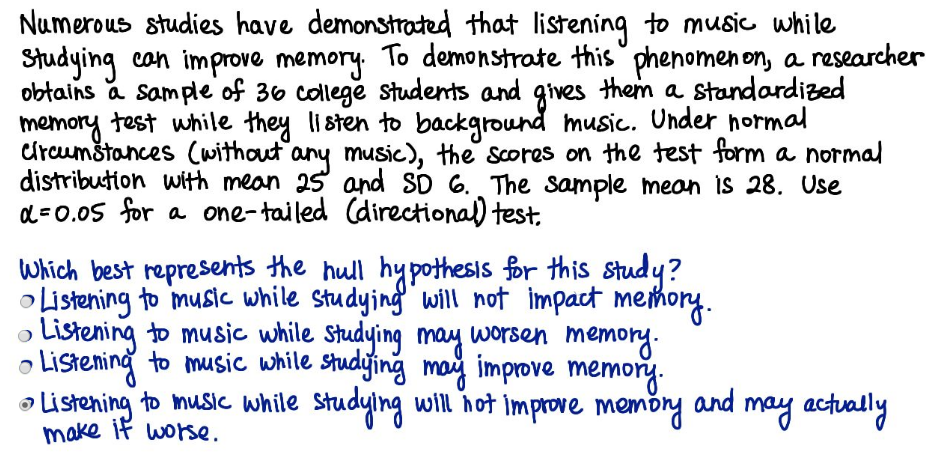 Numerous studies have demonstrated that listening to music while
Studying can improve memory. To demonstrate this phenomenon, a researcher
obtains a sample of 36 college students and gives them a standardized
memory test while they listen to background music. Under normal
circumstances (without any music), the scores on the test form a normal
distribution with mean 25 and SD 6. The sample mean is 28. Use
α=0.05 for a one-tailed (directional) test.
Which best represents the null hypothesis for this study?
Listening to music while studying will not impact memory.
Listening to music while studying may worsen memory.
Listening to music while studying may improve memory.
Listening to music while studying will not improve memory and may actually
make it worse.